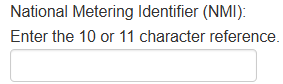 National Metering Identifier (NMI):
Enter the 10 or 11 character reference.